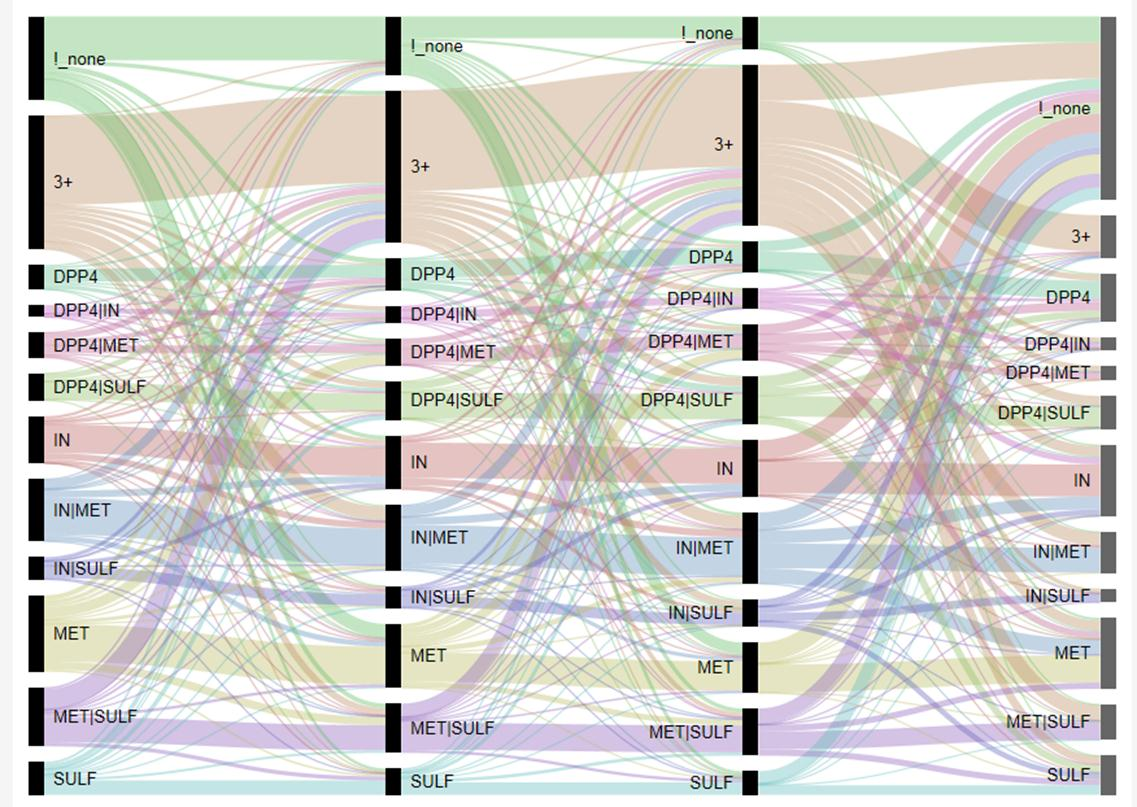 !_none
3+
DPP4
DPP4|IN
DPP4|MET
DPP4|SULF
IN
IN|MET
IN|SULF
MET
MET|SULF
SULF
!_none
3+
DPP4
DPP4|IN
DPP4|MET
DPP4|SULF
IN
IN|MET
IN|SULF
MET
MET|SULF
SULF
!_none
3+
DPP4
DPP4|IN
DPP4|MET
DPP4|SULF
IN
IN|MET
IN|SULF
MET
MET|SULF
SULF
!_none
3+
DPP4
DPP4|IN
DPP4|MET
DPP4|SULF
IN
IN|MET
IN|SULF
MET
MET|SULF
SULF